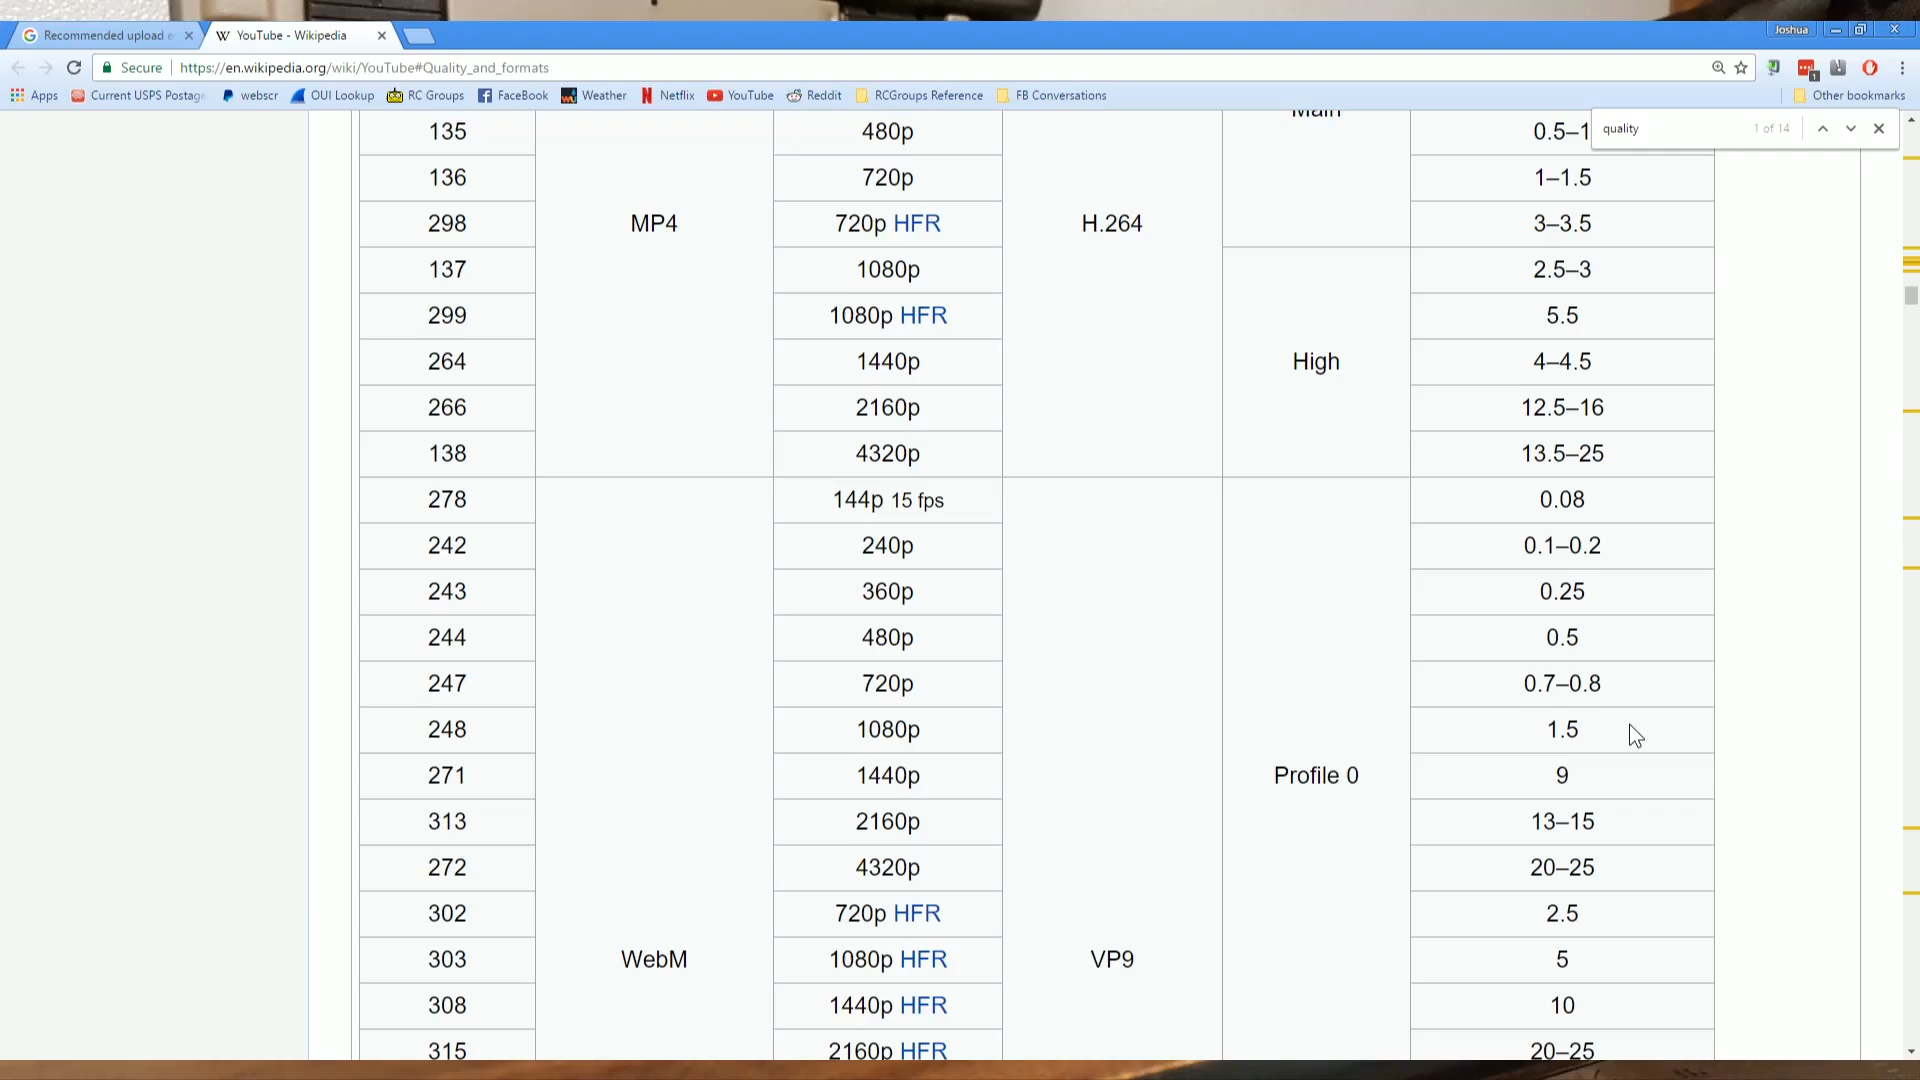 Recommended upload e
YouTube - Wikipedia
Joshua
Secure
https://en.wikipedia.org/wiki/YouTube#Quality_and_formats
1
Apps
Current USPS Postage
webscr
OUI Lookup
RC Groups
FaceBook
Weather
Netflix
YouTube
Reddit
RCGroups Reference
FB Conversations
Other bookmarks
quality
1 of 14
Main
135 480p 0.5–1
136 720p 1–1.5
298 MP4 720p HFR H.264 3–3.5
137 1080p 2.5–3
299 1080p HFR 5.5
264 1440p High 4–4.5
266 2160p 12.5–16
138 4320p 13.5–25
278 144p 15 fps 0.08
242 240p 0.1–0.2
243 360p 0.25
244 480p 0.5
247 720p 0.7–0.8
248 1080p 1.5
271 1440p Profile 0 9
313 2160p 13–15
272 4320p 20–25
302 720p HFR 2.5
303 WebM 1080p HFR VP9 5
308 1440p HFR 10
315 2160p HFR 20–25